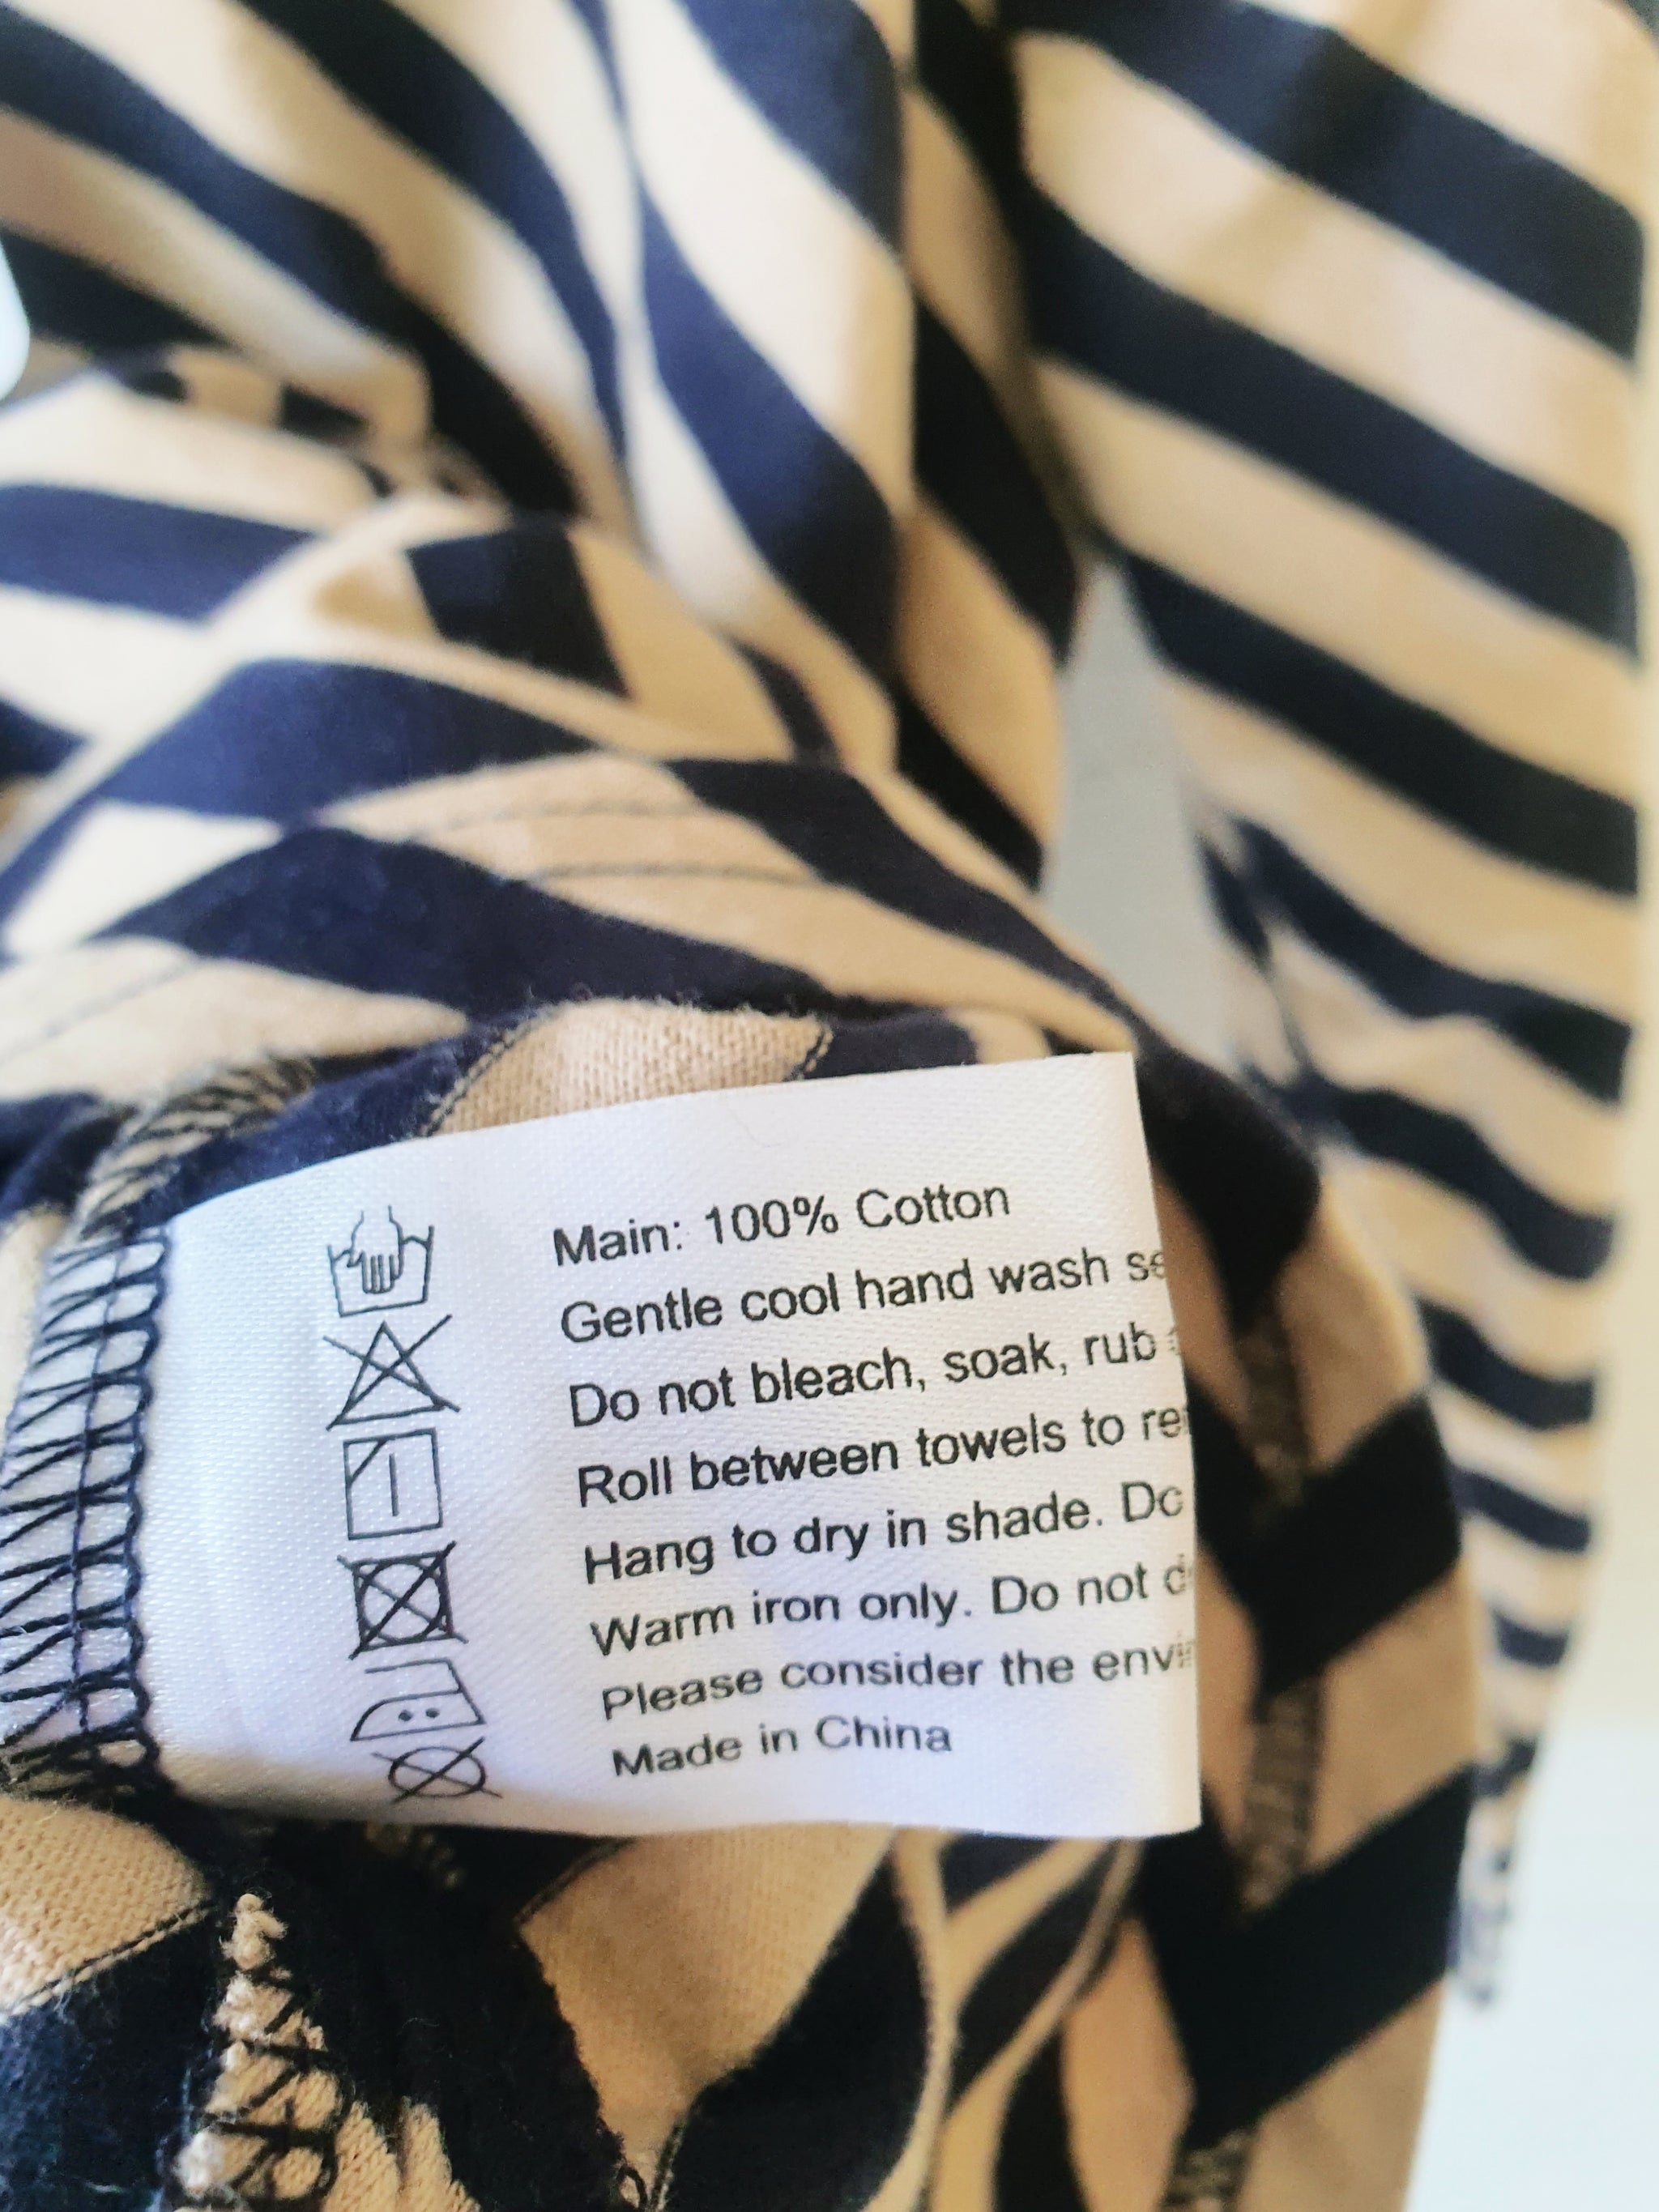 Main: 100% Cotton
Gentle cool hand wash
Do not bleach, soak, rub
Roll between towels to
Hang to dry in shade.
Warm iron only. Do not
Please consider the
Made in China